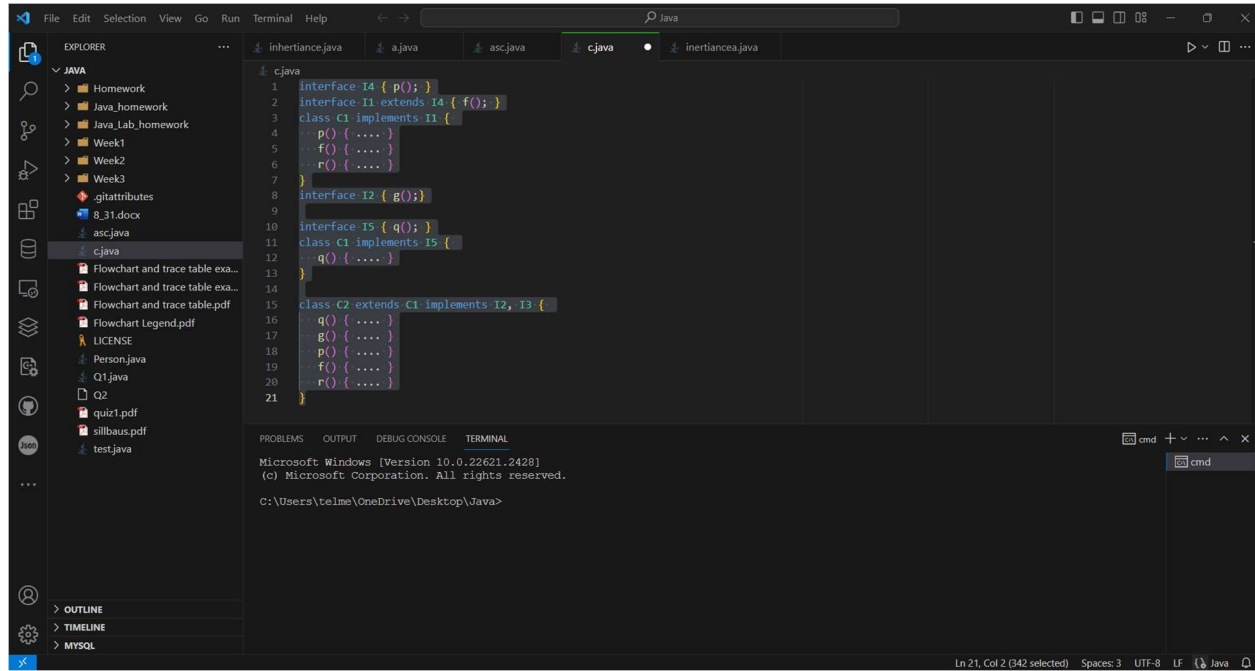 File Edit Selection View Go Run Terminal Help
Java
EXPLORER
JAVA
Homework
Java_homework
Java_Lab_homework
Week1
Week2
Week3
.gitattributes
8_31.docx
asc.java
c.java
Flowchart and trace table exa...
Flowchart and trace table exa...
Flowchart and trace table.pdf
Flowchart Legend.pdf
LICENSE
Person.java
Q1.java
Q2
quiz1.pdf
sillbaus.pdf
test.java
OUTLINE
TIMELINE
MYSQL
1
Json
inhertiance.java a.java asc.java c.java inertiancea.java
c.java
1 interface I4 { p(); }
2 interface I1 extends I4 { f(); }
3 class C1 implements I1 {
4 p() { .... }
5 f() { .... }
6 r() { .... }
7 }
8 interface I2 { g();}
9
10 interface I5 { q(); }
11 class C1 implements I5 {
12 q() { .... }
13 }
14
15 class C2 extends C1 implements I2, I3 {
16 q() { .... }
17 g() { .... }
18 p() { .... }
19 f() { .... }
20 r() { .... }
21 }
PROBLEMS OUTPUT DEBUG CONSOLE TERMINAL
cmd
cmd
Microsoft Windows [Version 10.0.22621.2428]
(c) Microsoft Corporation. All rights reserved.
C:\Users\telme\OneDrive\Desktop\Java>
Ln 21, Col 2 (342 selected) Spaces: 3 UTF-8 LF Java